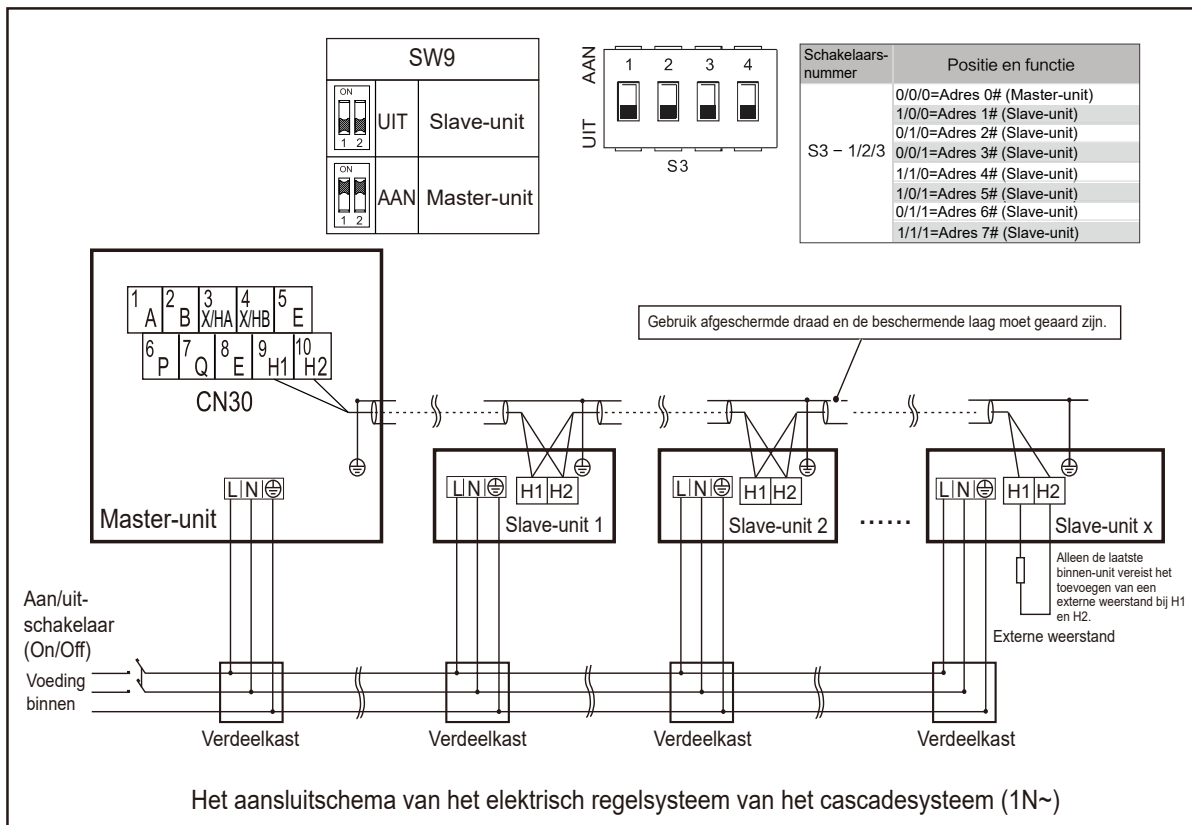 SW9
ON
1 2
UIT
Slave-unit
ON
1 2
AAN
Master-unit
AAN
UIT
1 2 3 4
S3
Schakelaars-
nummer
Positie en functie
S3 – 1/2/3
0/0/0=Adres 0# (Master-unit)
1/0/0=Adres 1# (Slave-unit)
0/1/0=Adres 2# (Slave-unit)
0/0/1=Adres 3# (Slave-unit)
1/1/0=Adres 4# (Slave-unit)
1/0/1=Adres 5# (Slave-unit)
0/1/1=Adres 6# (Slave-unit)
1/1/1=Adres 7# (Slave-unit)
1 A 2 B 3 X/HA 4 X/HB 5 E
6 P 7 Q 8 E 9 H1 10 H2
CN30
Gebruik afgeschermde draad en de beschermende laag moet geaard zijn.
L N
Master-unit
L N
H1 H2
Slave-unit 1
L N
H1 H2
Slave-unit 2
......
L N
H1 H2
Slave-unit x
Alleen de laatste
binnen-unit vereist het
toevoegen van een
externe weerstand bij H1
en H2.
Externe weerstand
Aan/uit-
schakelaar
(On/Off)
Voeding
binnen
Verdeelkast
Verdeelkast
Verdeelkast
Verdeelkast
Het aansluitschema van het elektrisch regelsysteem van het cascadesysteem (1N~)